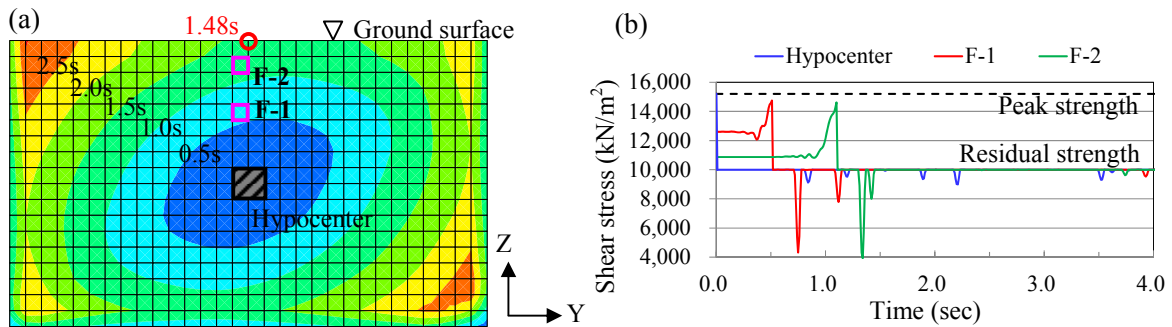 (a)
1.48s
Ground surface
2.5s
2.0s
1.5s
1.0s
0.5s
F-2
F-1
Hypocenter
Z
Y
(b)
Hypocenter F-1 F-2
Shear stress (kN/m²)
16,000
14,000
12,000
10,000
8,000
6,000
4,000
Peak strength
Residual strength
0.0 1.0 2.0 3.0 4.0
Time (sec)